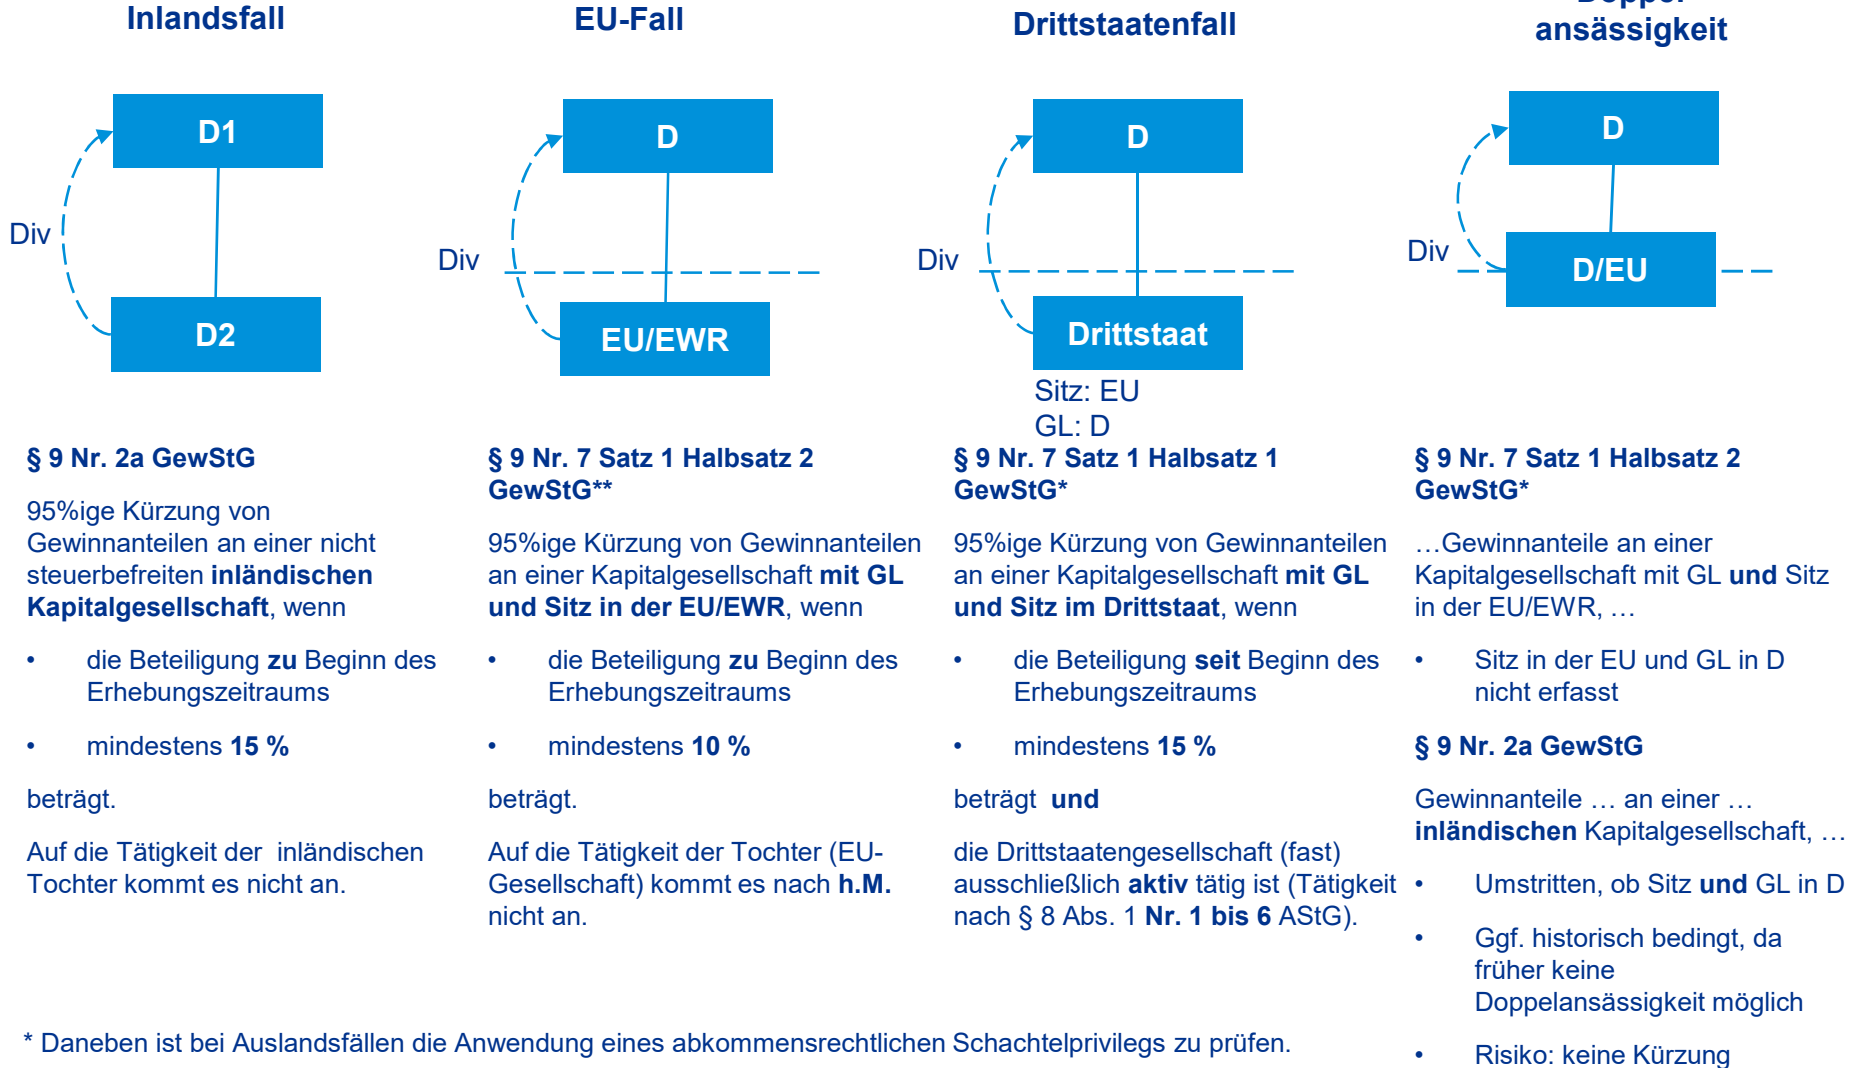 Inlandsfall
D1
Div
D2
§ 9 Nr. 2a GewStG
95%ige Kürzung von
Gewinnanteilen an einer nicht
steuerbefreiten inländischen
Kapitalgesellschaft, wenn
• die Beteiligung zu Beginn des
Erhebungszeitraums
• mindestens 15 %
beträgt.
Auf die Tätigkeit der inländischen
Tochter kommt es nicht an.
EU-Fall
D
Div
EU/EWR
§ 9 Nr. 7 Satz 1 Halbsatz 2
GewStG**
95%ige Kürzung von Gewinnanteilen
an einer Kapitalgesellschaft mit GL
und Sitz in der EU/EWR, wenn
• die Beteiligung zu Beginn des
Erhebungszeitraums
• mindestens 10 %
beträgt.
Auf die Tätigkeit der Tochter (EU-
Gesellschaft) kommt es nach h.M.
nicht an.
Drittstaatenfall
D
Div
Drittstaat
Sitz: EU
GL: D
§ 9 Nr. 7 Satz 1 Halbsatz 1
GewStG*
95%ige Kürzung von Gewinnanteilen
an einer Kapitalgesellschaft mit GL
und Sitz im Drittstaat, wenn
• die Beteiligung seit Beginn des
Erhebungszeitraums
• mindestens 15 %
beträgt und
die Drittstaatengesellschaft (fast)
ausschließlich aktiv tätig ist (Tätigkeit
nach § 8 Abs. 1 Nr. 1 bis 6 AStG).
ansässigkeit
D
Div
D/EU
§ 9 Nr. 7 Satz 1 Halbsatz 2
GewStG*
…Gewinnanteile an einer
Kapitalgesellschaft mit GL und Sitz
in der EU/EWR, …
• Sitz in der EU und GL in D
nicht erfasst
§ 9 Nr. 2a GewStG
Gewinnanteile … an einer …
inländischen Kapitalgesellschaft, …
• Umstritten, ob Sitz und GL in D
• Ggf. historisch bedingt, da
früher keine
Doppelansässigkeit möglich
• Risiko: keine Kürzung
* Daneben ist bei Auslandsfällen die Anwendung eines abkommensrechtlichen Schachtelprivilegs zu prüfen.